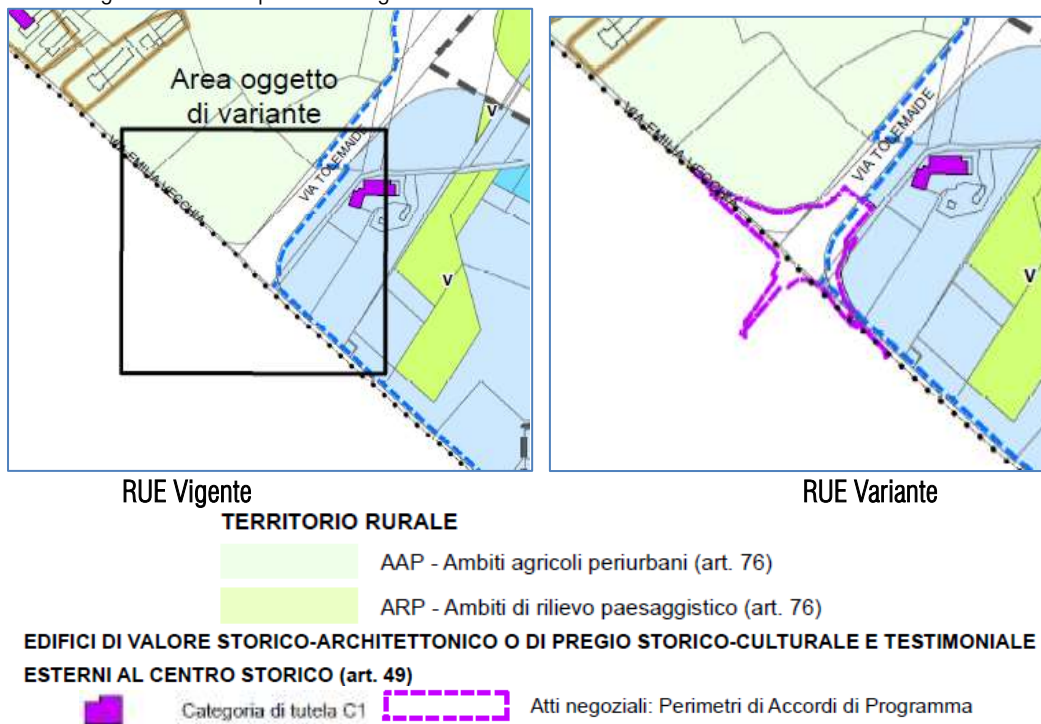 Area oggetto
di variante
VIA EMILIA VECCHIA
VIA TOLEMAIDE
V
V
VIA EMILIA VECCHIA
VIA TOLEMAIDE
V
RUE Vigente
RUE Variante
TERRITORIO RURALE
AAP - Ambiti agricoli periurbani (art. 76)
ARP - Ambiti di rilievo paesaggistico (art. 76)
EDIFICI DI VALORE STORICO-ARCHITETTONICO O DI PREGIO STORICO-CULTURALE E TESTIMONIALE
ESTERNI AL CENTRO STORICO (art. 49)
Categoria di tutela C1
Atti negoziali: Perimetri di Accordi di Programma